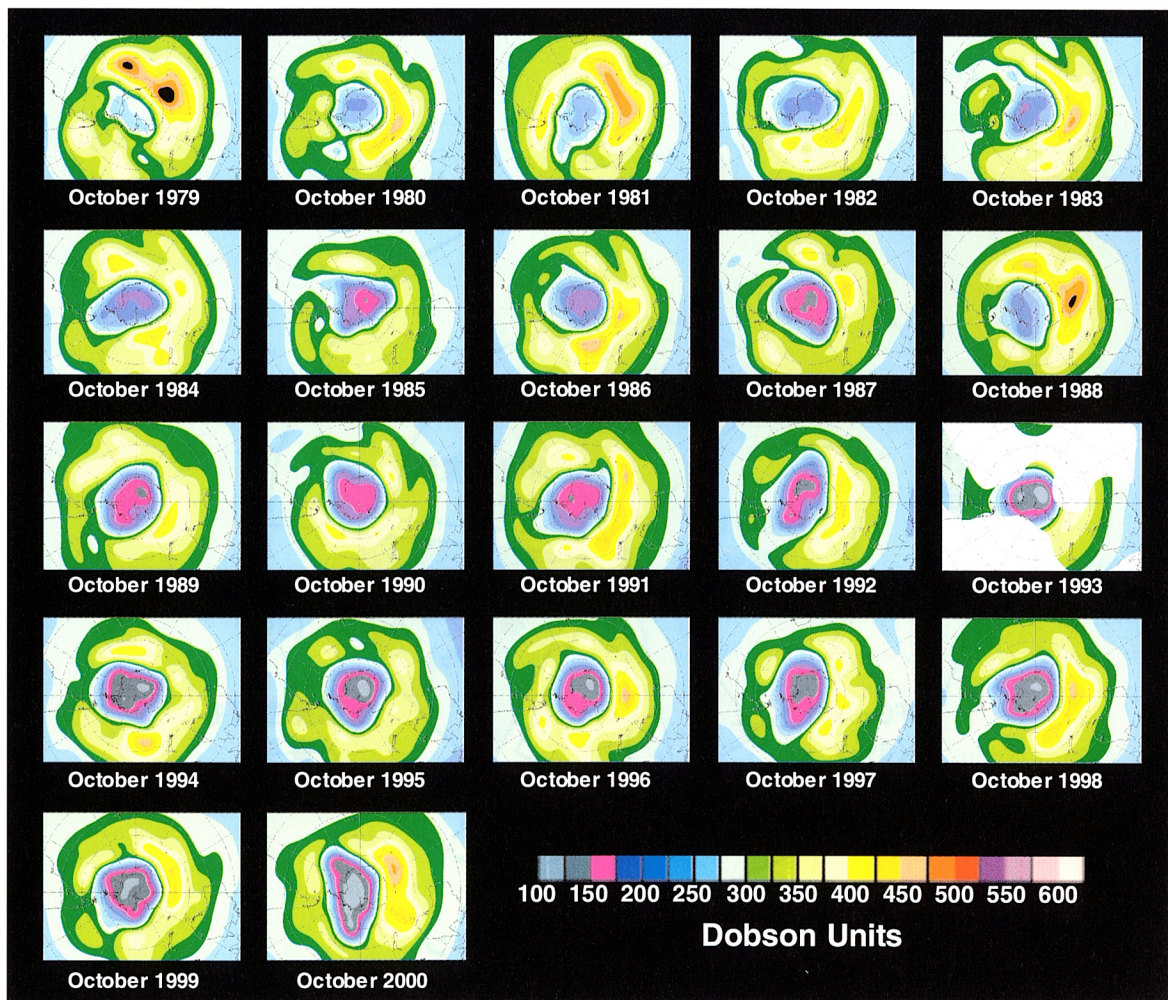 October 1979 October 1980 October 1981 October 1982 October 1983
October 1984 October 1985 October 1986 October 1987 October 1988
October 1989 October 1990 October 1991 October 1992 October 1993
October 1994 October 1995 October 1996 October 1997 October 1998
100 150 200 250 300 350 400 450 500 550 600
Dobson Units
October 1999 October 2000